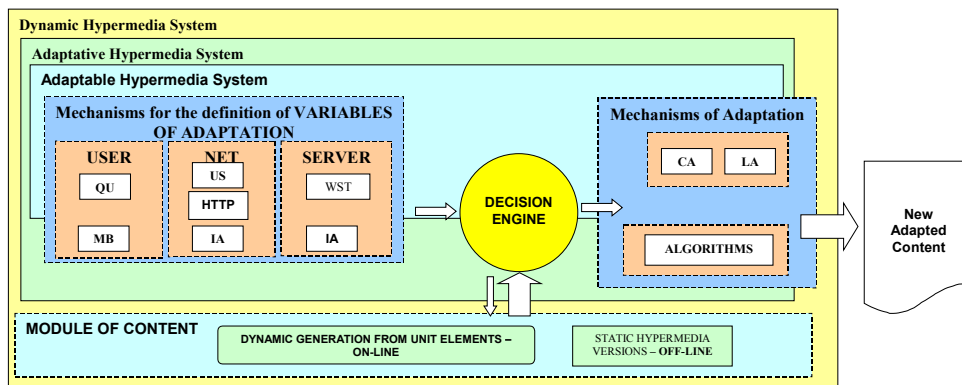 Dynamic Hypermedia System
Adaptative Hypermedia System
Adaptable Hypermedia System
Mechanisms for the definition of VARIABLES
OF ADAPTATION
USER
QU
MB
NET
US
HTTP
IA
SERVER
WST
IA
DECISION
ENGINE
Mechanisms of Adaptation
CA
LA
ALGORITHMS
New
Adapted
Content
MODULE OF CONTENT
DYNAMIC GENERATION FROM UNIT ELEMENTS –
ON-LINE
STATIC HYPERMEDIA
VERSIONS – OFF-LINE